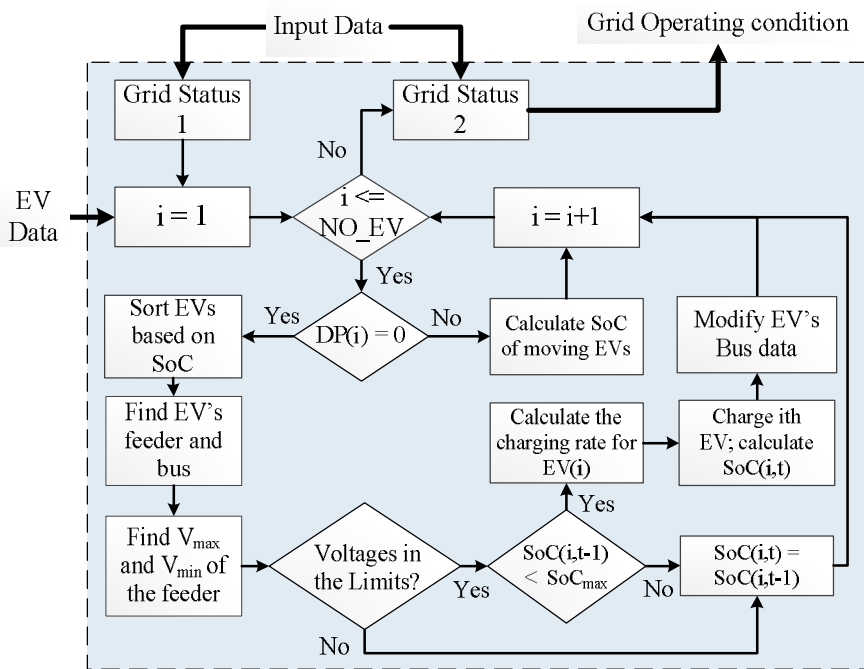 Input Data
Grid Operating condition
Grid Status
1
Grid Status
2
No
EV
Data
i = 1
i <=
NO_EV
i = i+1
Yes
Sort EVs
based on
SoC
Yes
DP(i) = 0
No
Calculate SoC
of moving EVs
Modify EV's
Bus data
Find EV's
feeder and
bus
Calculate the
charging rate for
EV(i)
Charge ith
EV; calculate
SoC(i,t)
Yes
Find Vmax
and Vmin of
the feeder
Voltages in
the Limits?
Yes
SoC(i,t-1)
< SoCmax
No
SoC(i,t) =
SoC(i,t-1)
No